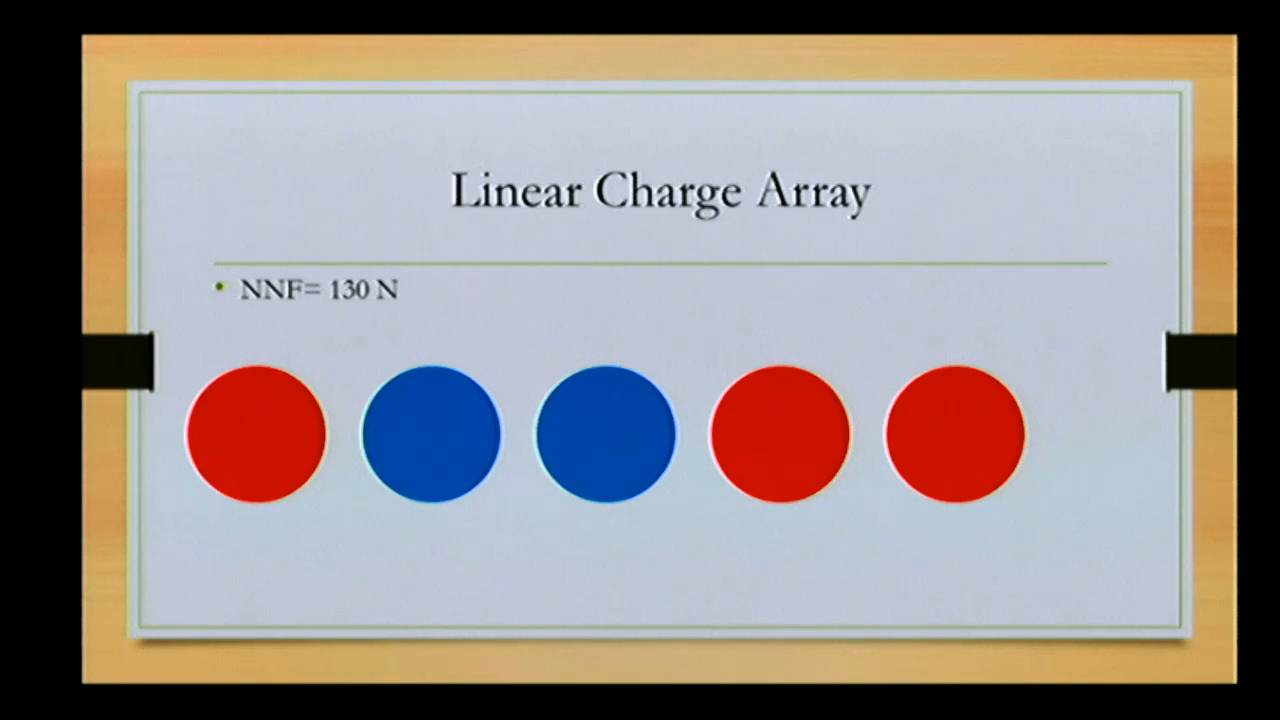 Linear Charge Array
• NNF= 130 N